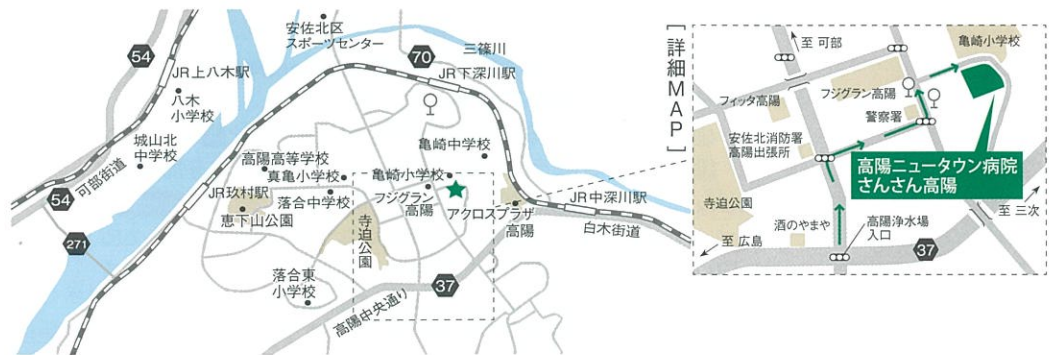 安佐北区
スポーツセンター
三篠川
54
70
JR上八木駅
JR下深川駅
八木
小学校
城山北
中学校
可部街道
亀崎中学校
高陽高等学校
真亀小学校
亀崎小学校
JR玖村駅
落合中学校
フジグラン
高陽
JR中深川駅
恵下山公園
アクロスプラザ
高陽
54
寺迫公園
白木街道
271
落合東
小学校
37
高陽中央通り
[詳細MAP]
至 可部
亀崎小学校
フジグラン高陽
フィッタ高陽
警察署
安佐北消防署
高陽出張所
高陽ニュータウン病院
さんさん高陽
寺迫公園
至 三次
酒のやまや
高陽浄水場
入口
至 広島
37